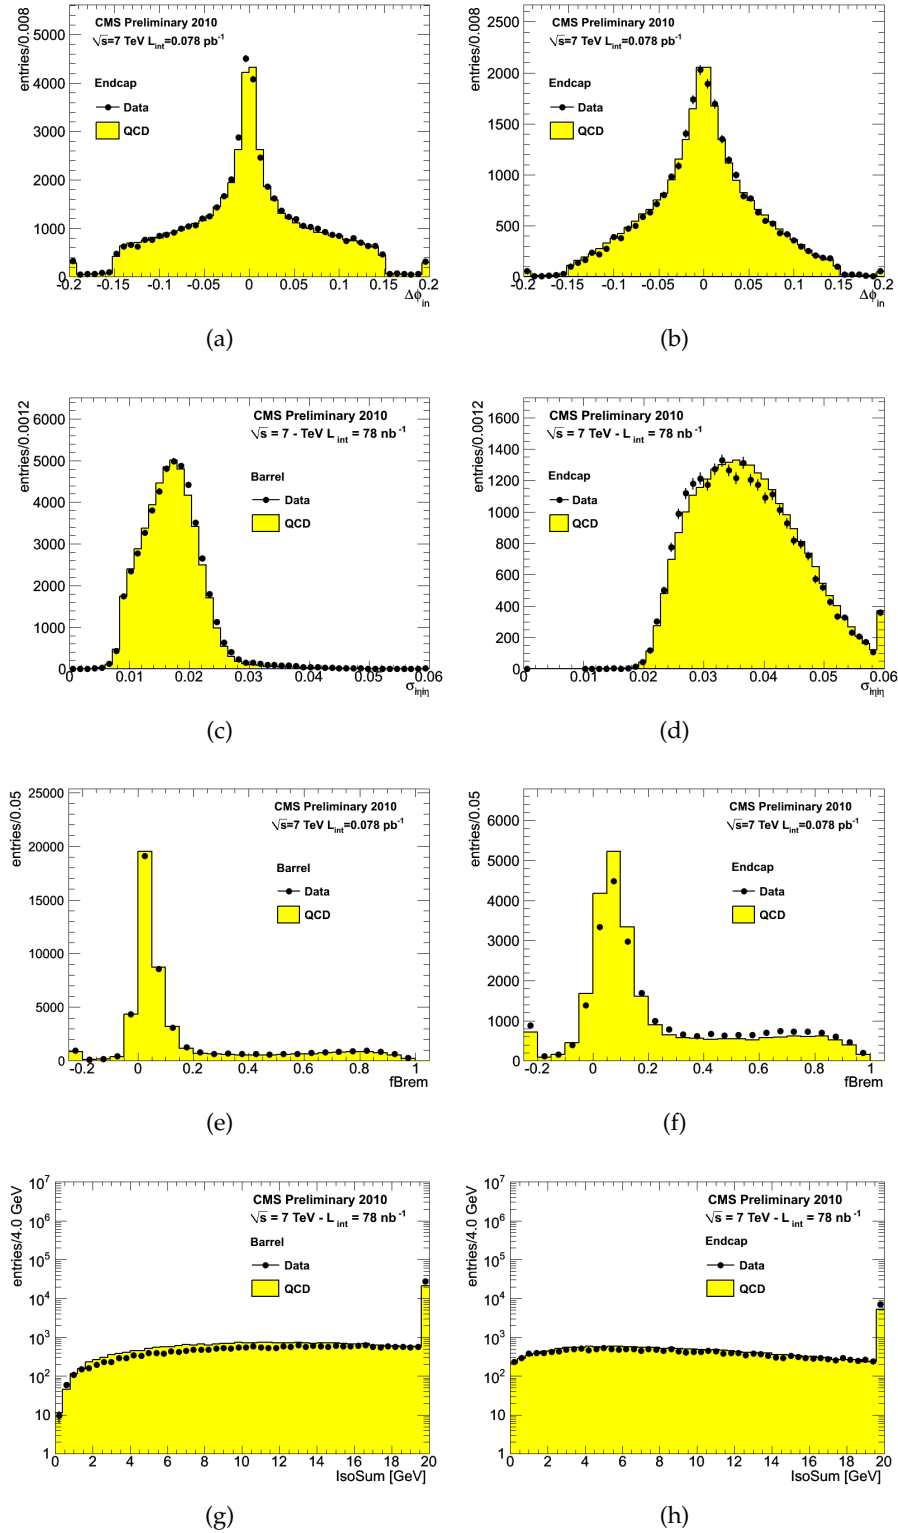 entries/0.008
CMS Preliminary 2010
√s=7 TeV L_int=0.078 pb⁻¹
Endcap
Data
QCD
5000
4000
3000
2000
1000
0
-0.2 -0.15 -0.1 -0.05 0 0.05 0.1 0.15 0.2
Δϕ_in
(a)
entries/0.008
CMS Preliminary 2010
√s=7 TeV L_int=0.078 pb⁻¹
Endcap
Data
QCD
2500
2000
1500
1000
500
0
-0.2 -0.15 -0.1 -0.05 0 0.05 0.1 0.15 0.2
Δϕ_in
(b)
entries/0.0012
CMS Preliminary 2010
√s = 7 - TeV L_int = 78 nb⁻¹
Barrel
Data
QCD
6000
5000
4000
3000
2000
1000
0
0 0.01 0.02 0.03 0.04 0.05 0.06
σ_iηiη
(c)
entries/0.0012
CMS Preliminary 2010
√s = 7 TeV - L_int = 78 nb⁻¹
Endcap
Data
QCD
1600
1400
1200
1000
800
600
400
200
0
0 0.01 0.02 0.03 0.04 0.05 0.06
σ_iηiη
(d)
entries/0.05
CMS Preliminary 2010
√s=7 TeV L_int=0.078 pb⁻¹
Barrel
Data
QCD
25000
20000
15000
10000
5000
0
-0.2 0 0.2 0.4 0.6 0.8 1
fBrem
(e)
entries/0.05
CMS Preliminary 2010
√s=7 TeV L_int=0.078 pb⁻¹
Endcap
Data
QCD
6000
5000
4000
3000
2000
1000
0
-0.2 0 0.2 0.4 0.6 0.8 1
fBrem
(f)
entries/4.0 GeV
CMS Preliminary 2010
√s = 7 TeV - L_int = 78 nb⁻¹
Barrel
Data
QCD
10⁷
10⁶
10⁵
10⁴
10³
10²
10
1
0 2 4 6 8 10 12 14 16 18 20
IsoSum [GeV]
(g)
entries/4.0 GeV
CMS Preliminary 2010
√s = 7 TeV - L_int = 78 nb⁻¹
Endcap
Data
QCD
10⁷
10⁶
10⁵
10⁴
10³
10²
10
1
0 2 4 6 8 10 12 14 16 18 20
IsoSum [GeV]
(h)